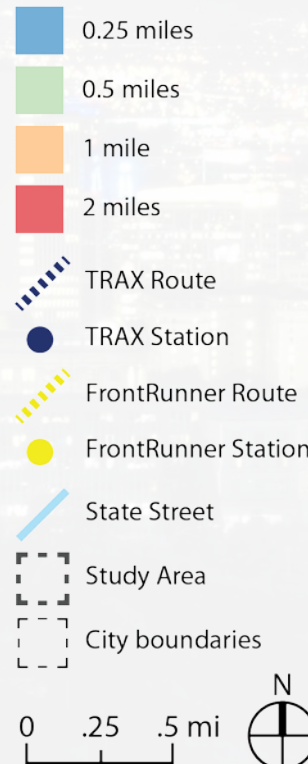 0.25 miles
0.5 miles
1 mile
2 miles
TRAX Route
TRAX Station
FrontRunner Route
FrontRunner Station
State Street
Study Area
City boundaries
N
0 .25 .5 mi